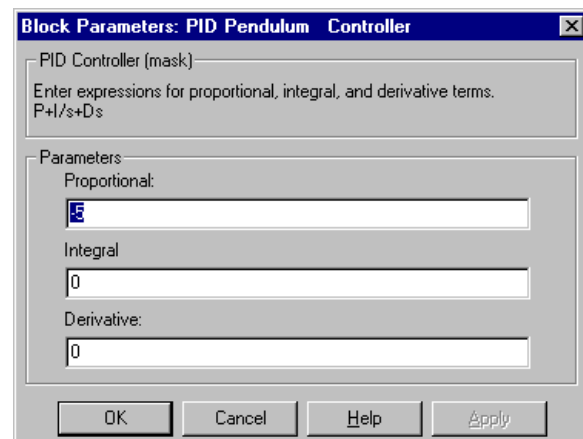 Block Parameters: PID Pendulum Controller
PID Controller (mask)
Enter expressions for proportional, integral, and derivative terms.
P+I/s+Ds
Parameters
Proportional:
-5
Integral
0
Derivative:
0
OK Cancel Help Apply